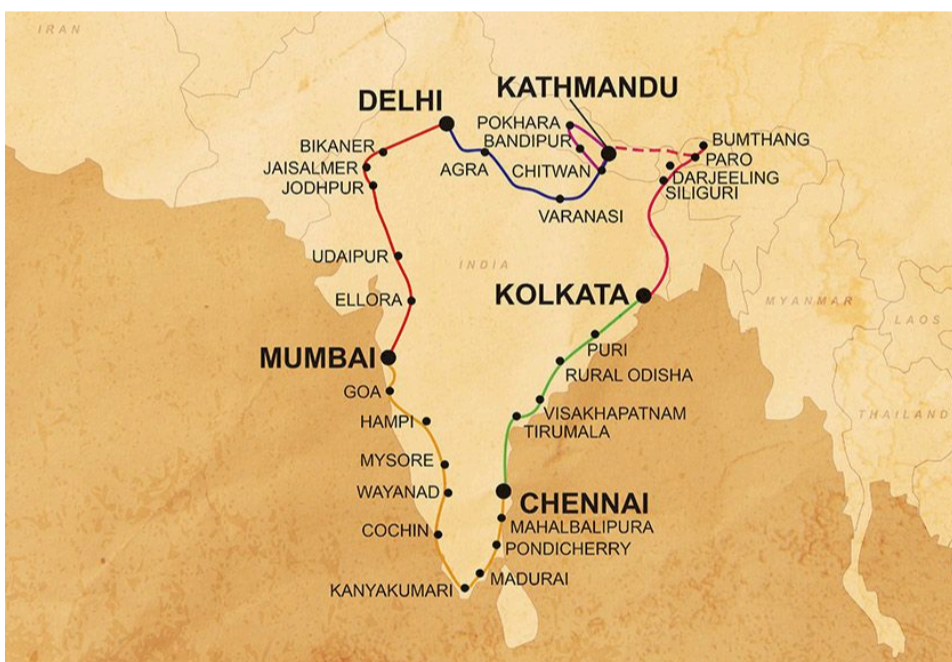 IRAN
KATHMANDU
DELHI
POKHARA
BUMTHANG
BIKANER
BANDIPUR
PARO
JAISALMER
AGRA
CHITWAN
DARJEELING
JODHPUR
SILIGURI
VARANASI
UDAIPUR
INDIA
ELLORA
KOLKATA
MYANMAR
LAOS
MUMBAI
PURI
RURAL ODISHA
GOA
VISAKHAPATNAM
THAILAND
HAMPI
TIRUMALA
MYSORE
WAYANAD
CHENNAI
MAHALBALIPURA
COCHIN
PONDICHERRY
MADURAI
KANYAKUMARI